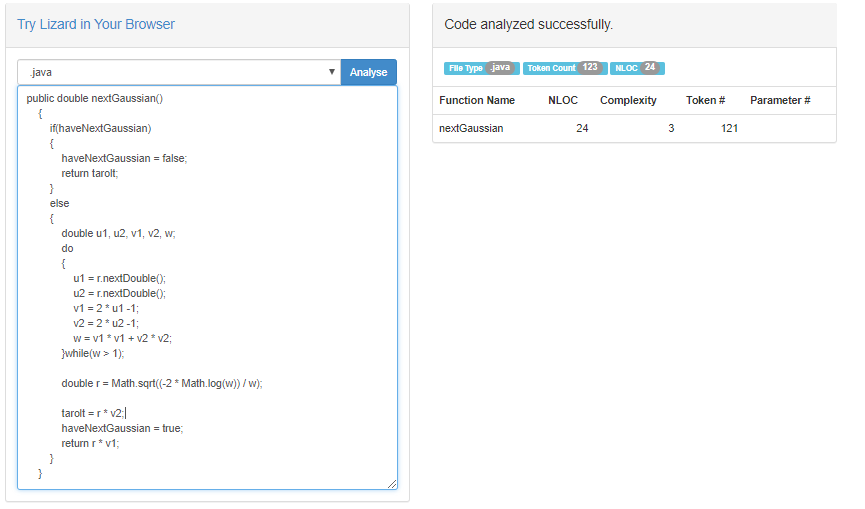 Try Lizard in Your Browser
.java
Analyse
public double nextGaussian()
{
if(haveNextGaussian)
{
haveNextGaussian = false;
return tarolt;
}
else
{
double u1, u2, v1, v2, w;
do
{
u1 = r.nextDouble();
u2 = r.nextDouble();
v1 = 2 * u1 -1;
v2 = 2 * u2 -1;
w = v1 * v1 + v2 * v2;
}while(w > 1);
double r = Math.sqrt((-2 * Math.log(w)) / w);
tarolt = r * v2;
haveNextGaussian = true;
return r * v1;
}
}
Code analyzed successfully.
File Type .java Token Count 123 NLOC 24
Function Name NLOC Complexity Token # Parameter #
nextGaussian 24 3 121